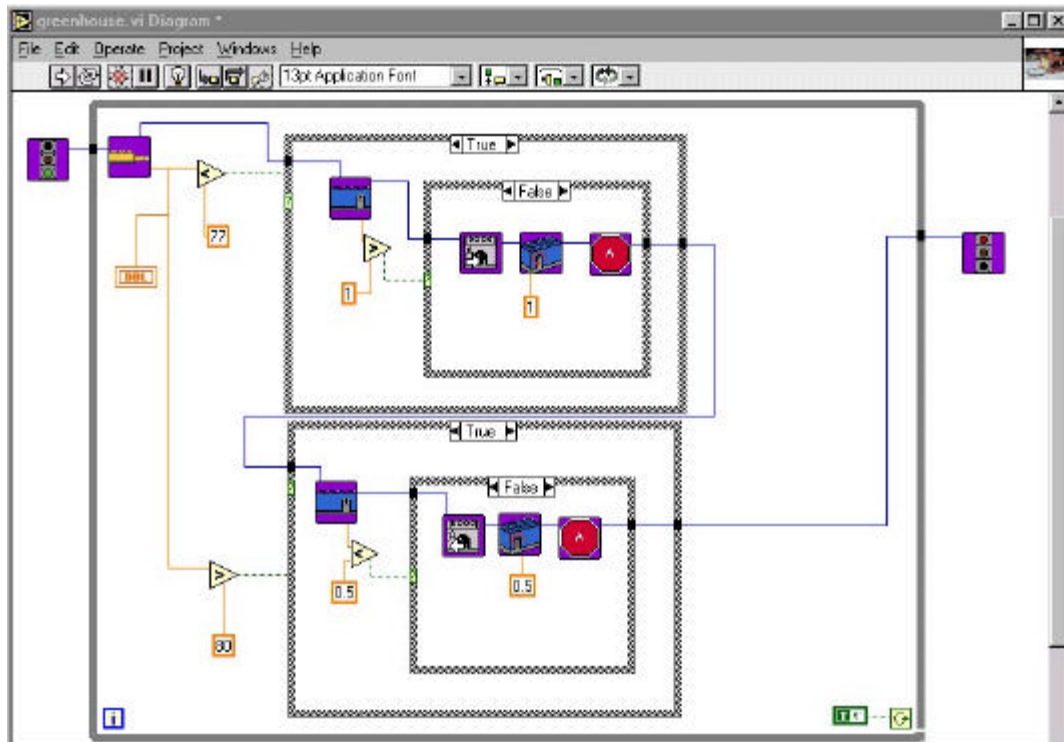 greenhouse.vi Diagram *
File Edit Operate Project Windows Help
13pt Application Font
True
False
77
DBL
1
1
A
True
False
0.5
0.5
A
80
i
T